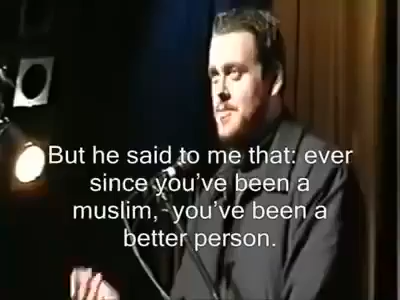 But he said to me that: ever
since you've been a
muslim,  you've been a
better person.